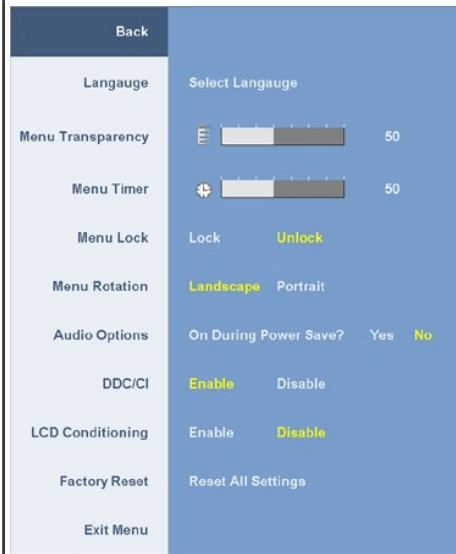 Back
Langauge Select Langauge
Menu Transparency 50
Menu Timer 50
Menu Lock Lock Unlock
Menu Rotation Landscape Portrait
Audio Options On During Power Save? Yes No
DDC/CI Enable Disable
LCD Conditioning Enable Disable
Factory Reset Reset All Settings
Exit Menu